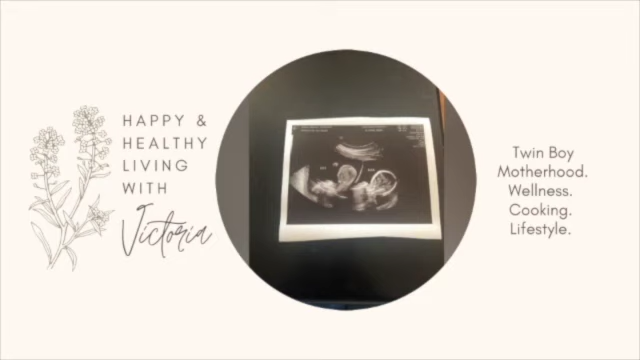 HAPPY &
HEALTHY
LIVING
WITH
Victoria
Twin Boy
Motherhood.
Wellness.
Cooking.
Lifestyle.